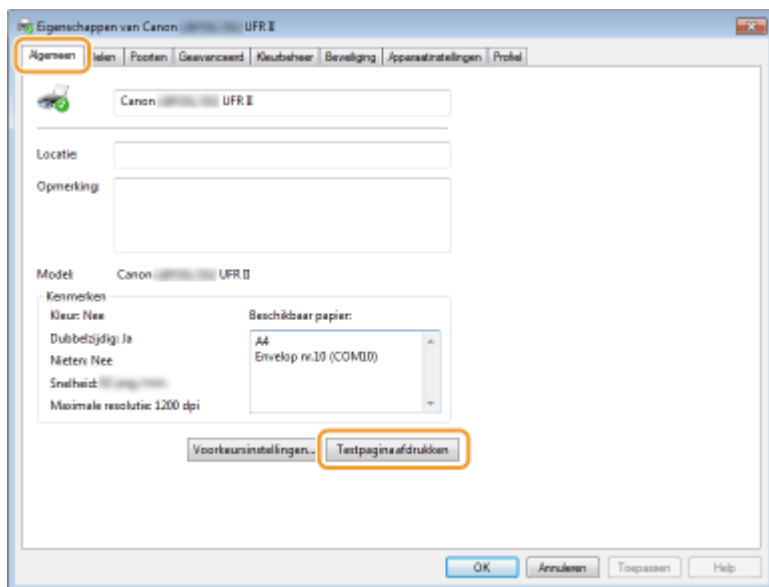 Eigenschappen van Canon UFR II
Algemeen Delen Poorten Geavanceerd Kleurbeheer Beveiliging Apparaatinstellingen Profiel
Canon UFR II
Locatie:
Opmerking:
Model: Canon UFR II
Kenmerken
Kleur: Nee Beschikbaar papier:
Dubbelzijdig: Ja A4
Nieten: Nee Envelop nr.10 (COM10)
Snelheid:
Maximale resolutie: 1200 dpi
Voorkeursinstellingen... Testpagina afdrukken
OK Annuleren Toepassen Help